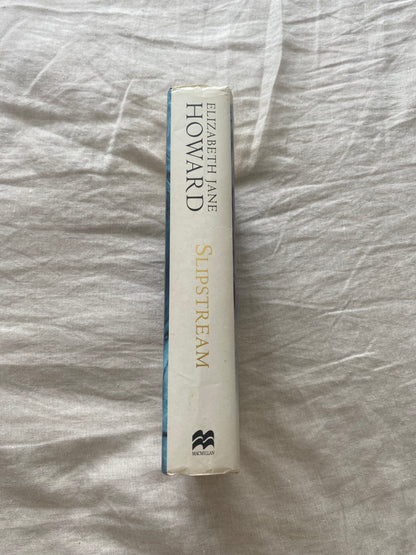 ELIZABETH JANE
HOWARD
SLIPSTREAM
MACMILLAN